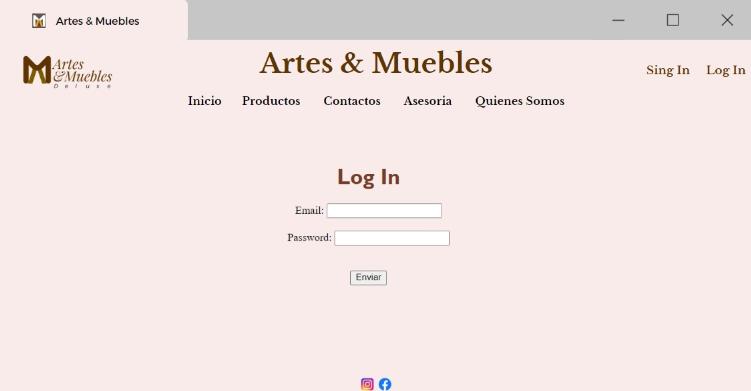 Artes & Muebles
Artes
&Muebles
Deluxe
Artes & Muebles
Sing In Log In
Inicio Productos Contactos Asesoria Quienes Somos
Log In
Email:
Password:
Enviar